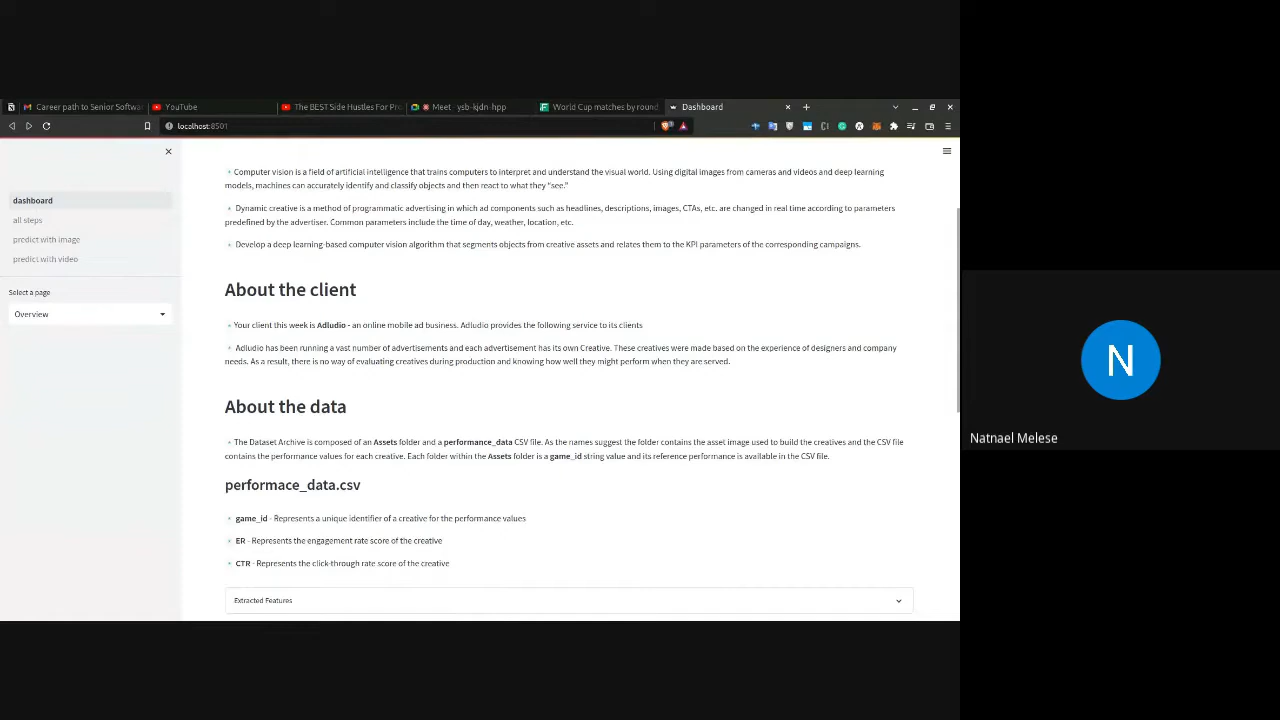 Career path to Senior Softwa
YouTube
The BEST Side Hustles For Pro
Meet - ysb-kjdn-hpp
World Cup matches by round
Dashboard
localhost:8501
dashboard
all steps
predict with image
predict with video
Select a page
Overview
Computer vision is a field of artificial intelligence that trains computers to interpret and understand the visual world. Using digital images from cameras and videos and deep learning
models, machines can accurately identify and classify objects and then react to what they “see.”
Dynamic creative is a method of programmatic advertising in which ad components such as headlines, descriptions, images, CTAs, etc. are changed in real time according to parameters
predefined by the advertiser. Common parameters include the time of day, weather, location, etc.
Develop a deep learning-based computer vision algorithm that segments objects from creative assets and relates them to the KPI parameters of the corresponding campaigns.
About the client
Your client this week is Adludio - an online mobile ad business. Adludio provides the following service to its clients
Adludio has been running a vast number of advertisements and each advertisement has its own Creative. These creatives were made based on the experience of designers and company
needs. As a result, there is no way of evaluating creatives during production and knowing how well they might perform when they are served.
About the data
The Dataset Archive is composed of an Assets folder and a performance_data CSV file. As the names suggest the folder contains the asset image used to build the creatives and the CSV file
contains the performance values for each creative. Each folder within the Assets folder is a game_id string value and its reference performance is available in the CSV file.
performace_data.csv
game_id - Represents a unique identifier of a creative for the performance values
ER - Represents the engagement rate score of the creative
CTR - Represents the click-through rate score of the creative
Extracted Features
N
Natnael Melese